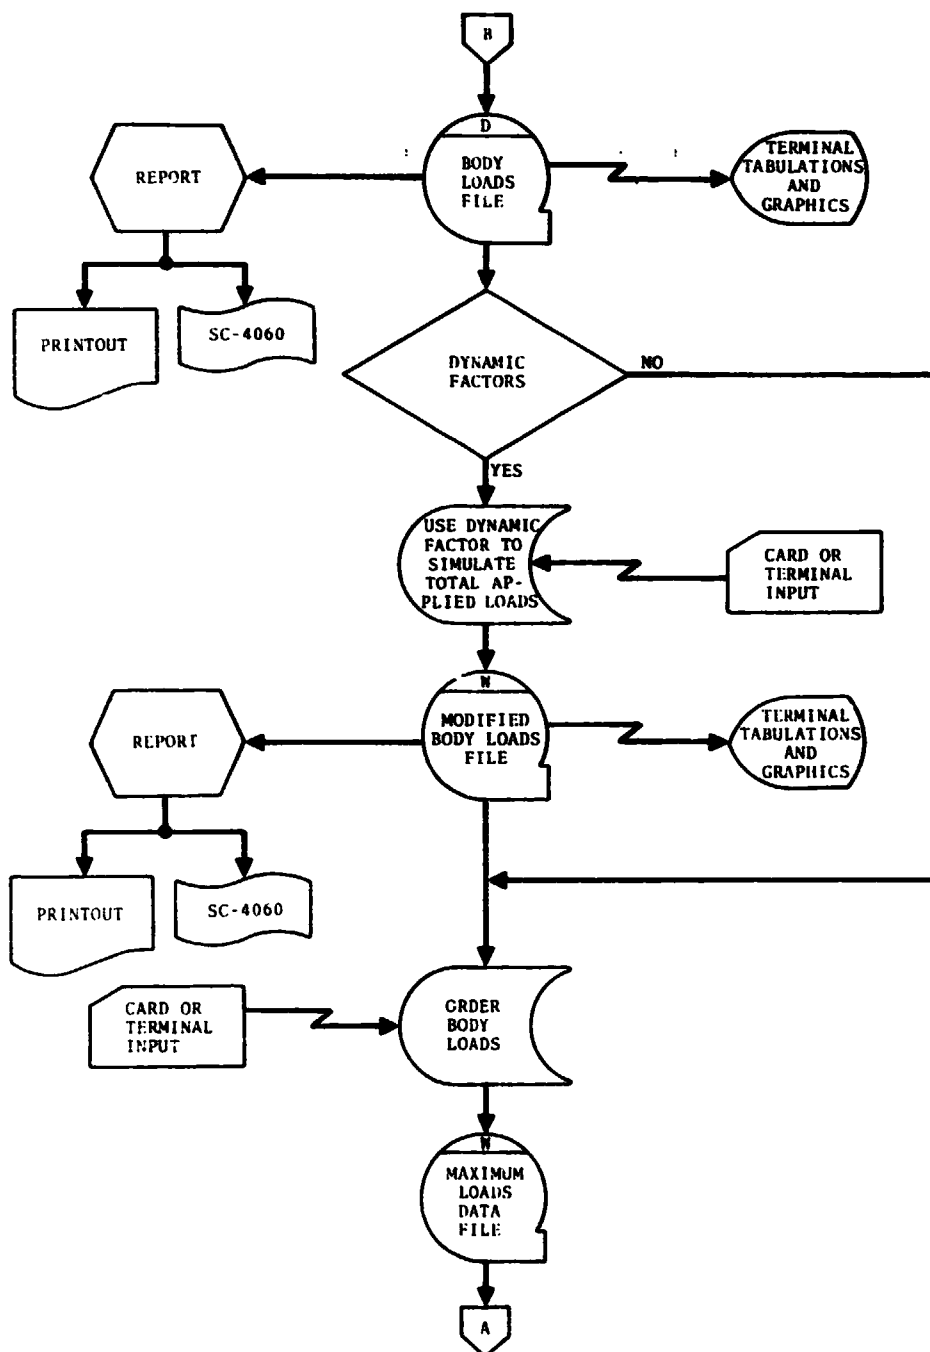 B
D
BODY
LOADS
FILE
REPORT
TERMINAL
TABULATIONS
AND
GRAPHICS
PRINTOUT
SC-4060
DYNAMIC
FACTORS
NO
YES
USE DYNAMIC
FACTOR TO
SIMULATE
TOTAL AP-
PLIED LOADS
CARD OR
TERMINAL
INPUT
W
MODIFIED
BODY LOADS
FILE
REPORT
TERMINAL
TABULATIONS
AND
GRAPHICS
PRINTOUT
SC-4060
CARD OR
TERMINAL
INPUT
GRDER
BODY
LOADS
W
MAXIMUM
LOADS
DATA
FILE
A